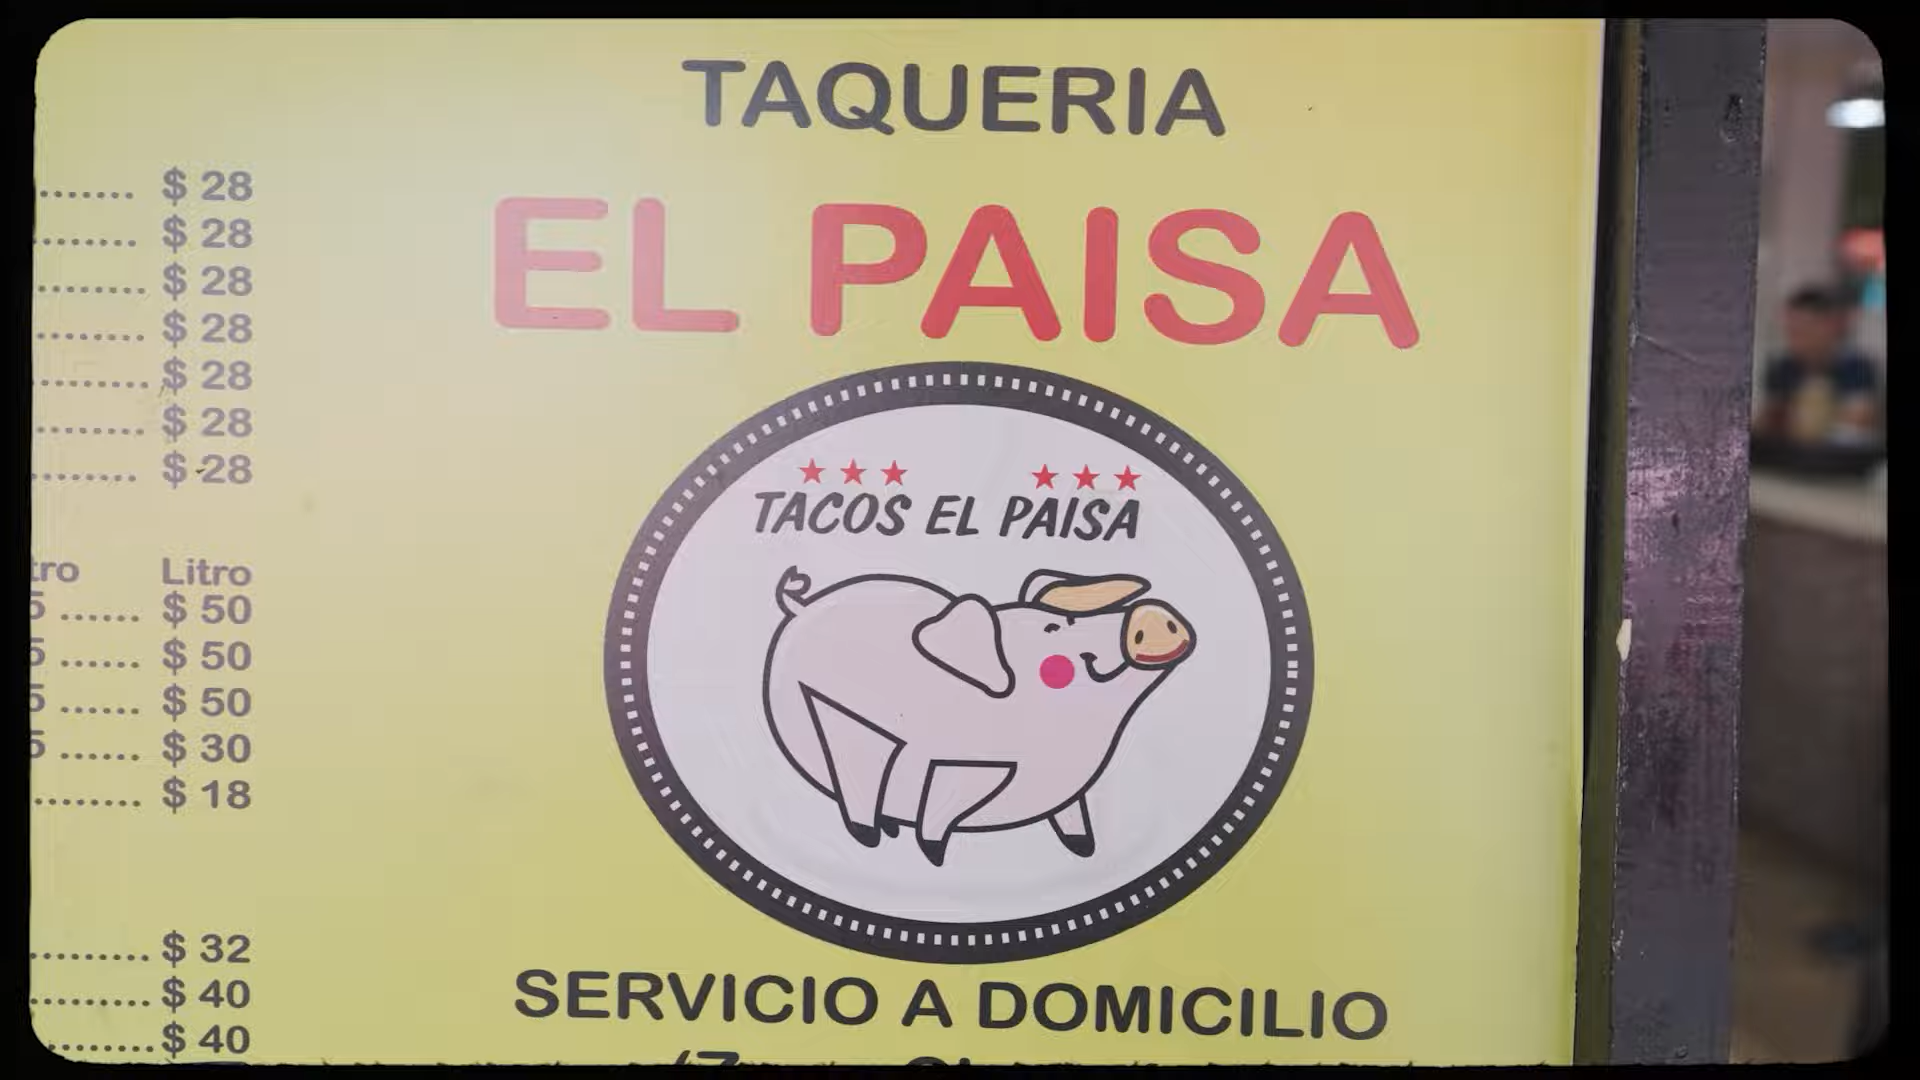 TAQUERIA
EL PAISA
TACOS EL PAISA
SERVICIO A DOMICILIO
....... $ 28
....... $ 28
....... $ 28
....... $ 28
....... $ 28
....... $ 28
....... $ 28
Litro
...... $ 50
...... $ 50
...... $ 50
...... $ 30
........ $ 18
......... $ 32
......... $ 40
......... $ 40